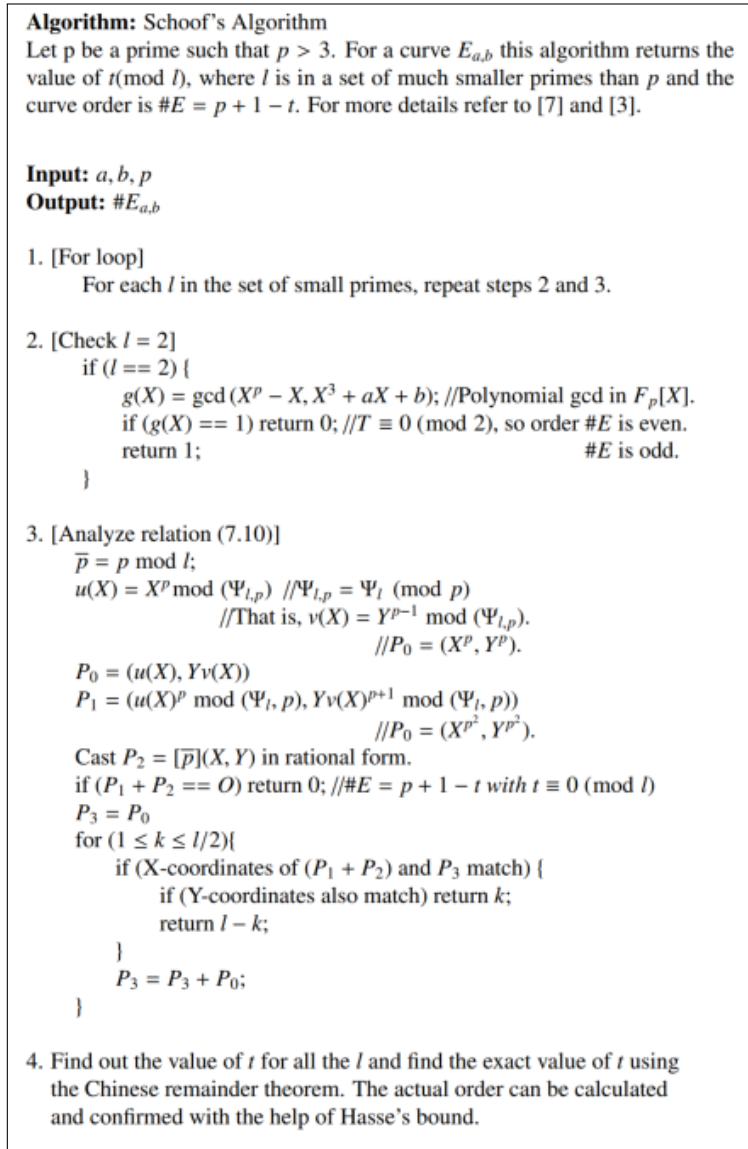 Algorithm: Schoof's Algorithm
Let p be a prime such that p > 3. For a curve E_{a,b} this algorithm returns the
value of t(mod l), where l is in a set of much smaller primes than p and the
curve order is #E = p + 1 − t. For more details refer to [7] and [3].
Input: a, b, p
Output: #E_{a,b}
1. [For loop]
For each l in the set of small primes, repeat steps 2 and 3.
2. [Check l = 2]
if (l == 2) {
g(X) = gcd (X^p − X, X^3 + aX + b); //Polynomial gcd in F_p[X].
if (g(X) == 1) return 0; //T ≡ 0 (mod 2), so order #E is even.
return 1; #E is odd.
}
3. [Analyze relation (7.10)]
p̅ = p mod l;
u(X) = X^p mod (Ψ_{l,p}) //Ψ_{l,p} = Ψ_l (mod p)
//That is, v(X) = Y^{p−1} mod (Ψ_{l,p}).
//P_0 = (X^p, Y^p).
P_0 = (u(X), Yv(X))
P_1 = (u(X)^p mod (Ψ_l, p), Yv(X)^{p+1} mod (Ψ_l, p))
//P_0 = (X^{p^2}, Y^{p^2}).
Cast P_2 = [p̅](X, Y) in rational form.
if (P_1 + P_2 == O) return 0; //#E = p + 1 − t with t ≡ 0 (mod l)
P_3 = P_0
for (1 ≤ k ≤ l/2){
if (X-coordinates of (P_1 + P_2) and P_3 match) {
if (Y-coordinates also match) return k;
return l − k;
}
P_3 = P_3 + P_0;
}
4. Find out the value of t for all the l and find the exact value of t using
the Chinese remainder theorem. The actual order can be calculated
and confirmed with the help of Hasse's bound.